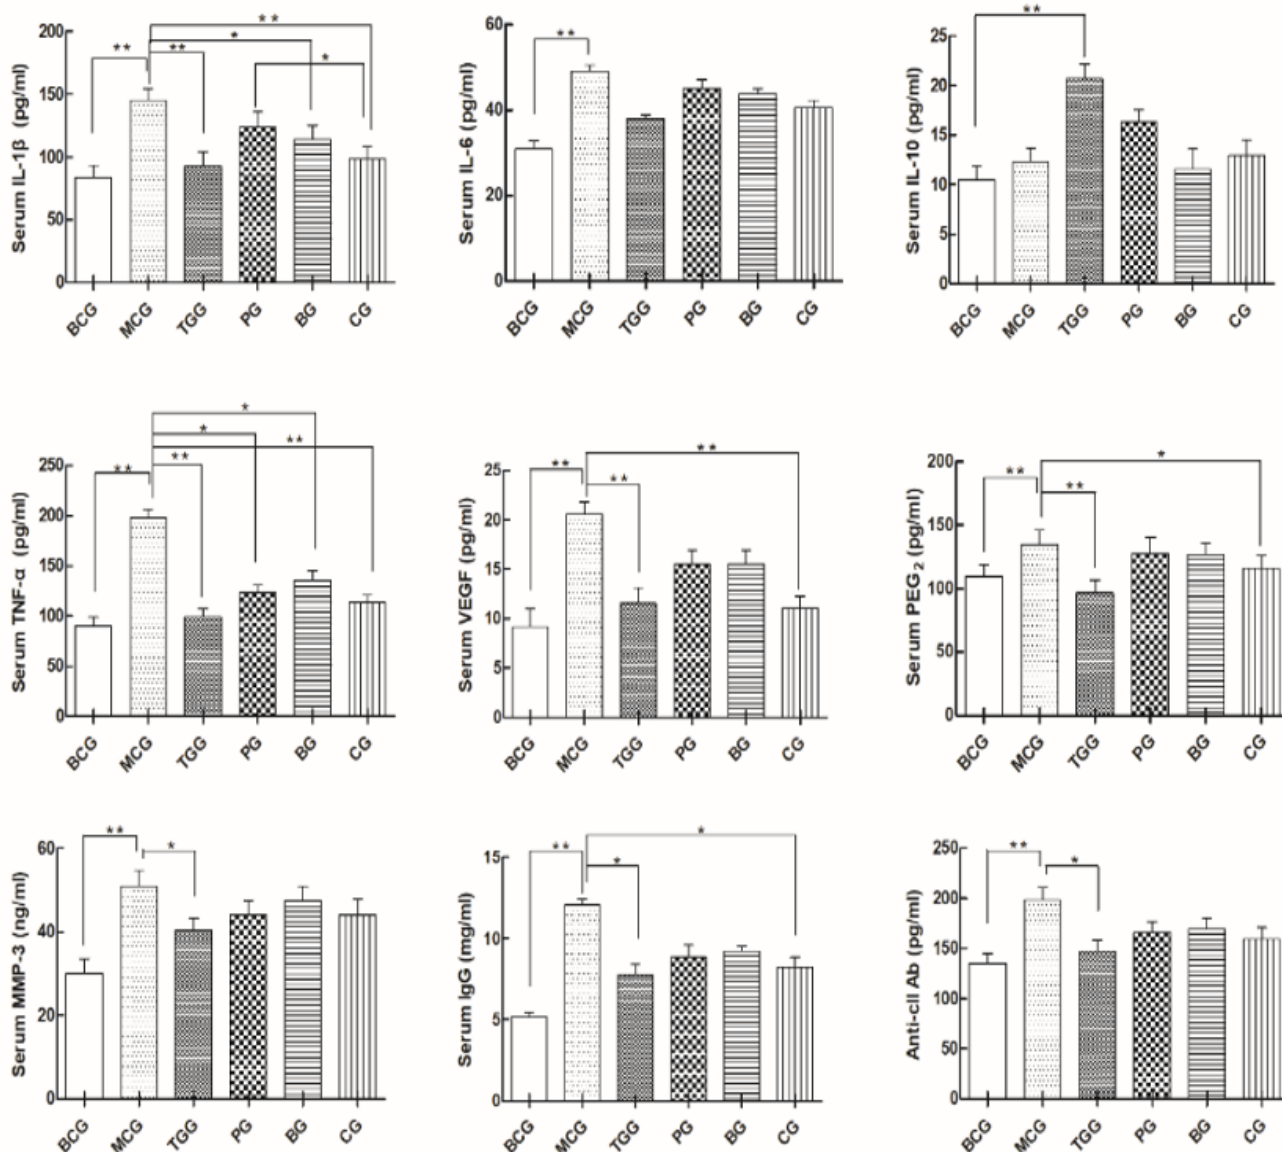 Serum IL-1β (pg/ml)
200
150
100
50
0
** ** * ** *
BCG MCG TGG PG BG CG
Serum IL-6 (pg/ml)
60
40
20
0
**
BCG MCG TGG PG BG CG
Serum IL-10 (pg/ml)
25
20
15
10
5
0
**
BCG MCG TGG PG BG CG
Serum TNF-α (pg/ml)
250
200
150
100
50
0
** ** * * **
BCG MCG TGG PG BG CG
Serum VEGF (pg/ml)
25
20
15
10
5
0
** ** **
BCG MCG TGG PG BG CG
Serum PEG₂ (pg/ml)
200
150
100
50
0
** ** *
BCG MCG TGG PG BG CG
Serum MMP-3 (ng/ml)
60
40
20
0
** *
BCG MCG TGG PG BG CG
Serum IgG (mg/ml)
15
10
5
0
** * *
BCG MCG TGG PG BG CG
Anti-cII Ab (pg/ml)
250
200
150
100
50
0
** *
BCG MCG TGG PG BG CG